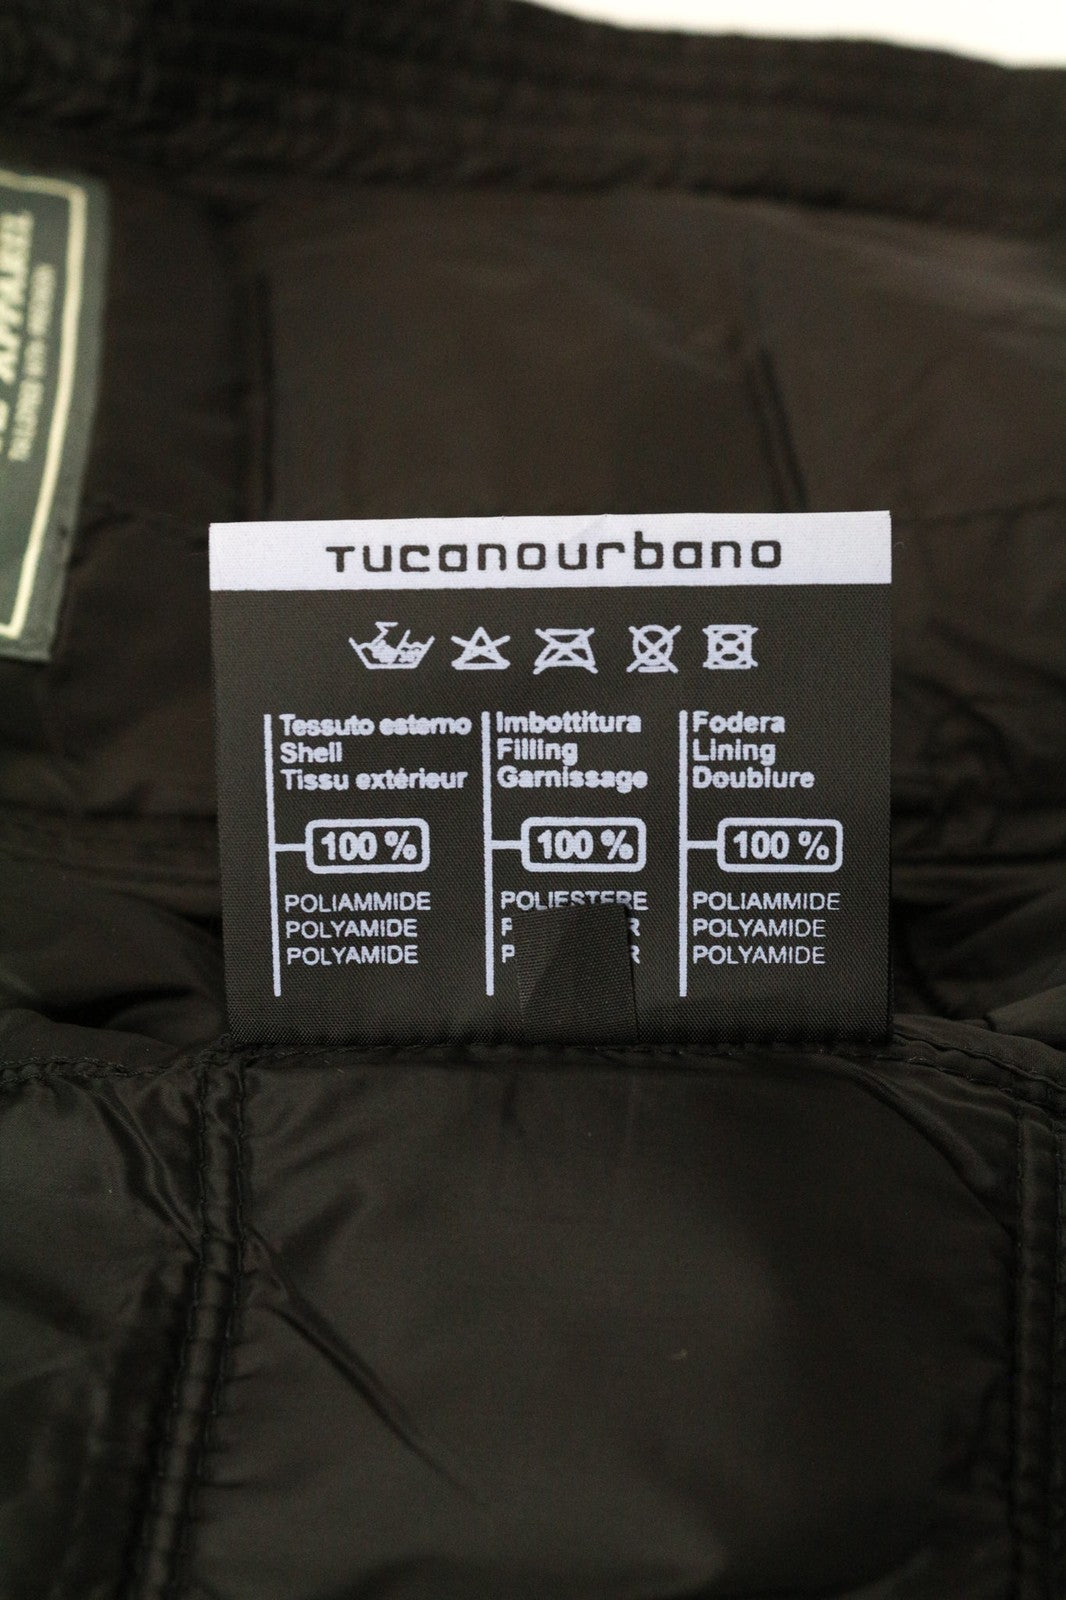 TUCANOURBANO
Tessuto esterno
Shell
Tissu extérieur
100 %
POLIAMMIDE
POLYAMIDE
POLYAMIDE
Imbottitura
Filling
Garnissage
100 %
POLIESTERE
Fodera
Lining
Doublure
100 %
POLIAMMIDE
POLYAMIDE
POLYAMIDE
APPAREL